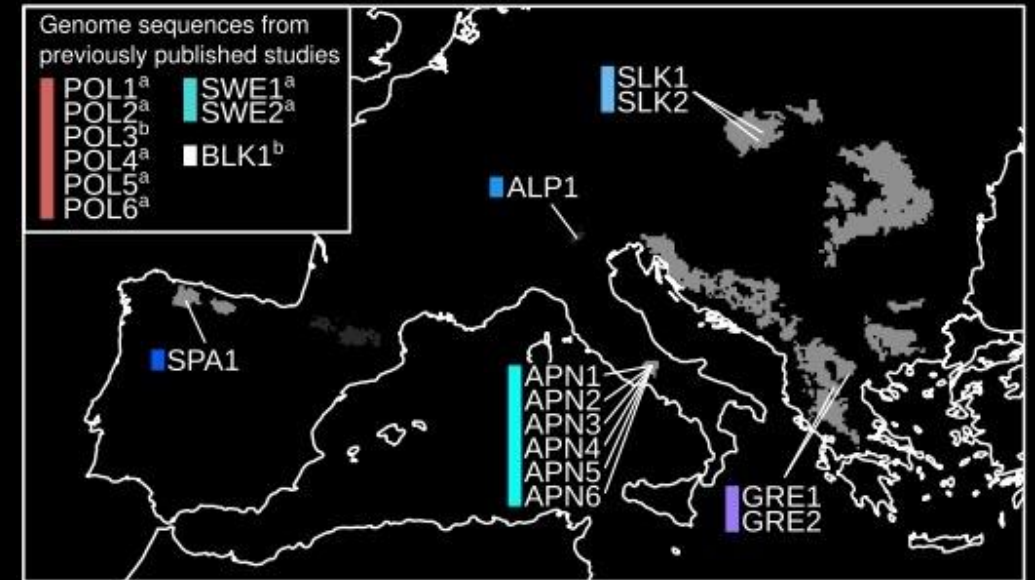 Genome sequences from
previously published studies
POL1ᵃ
POL2ᵃ
POL3ᵇ
POL4ᵃ
POL5ᵃ
POL6ᵃ
SWE1ᵃ
SWE2ᵃ
BLK1ᵇ
SLK1
SLK2
ALP1
SPA1
APN1
APN2
APN3
APN4
APN5
APN6
GRE1
GRE2